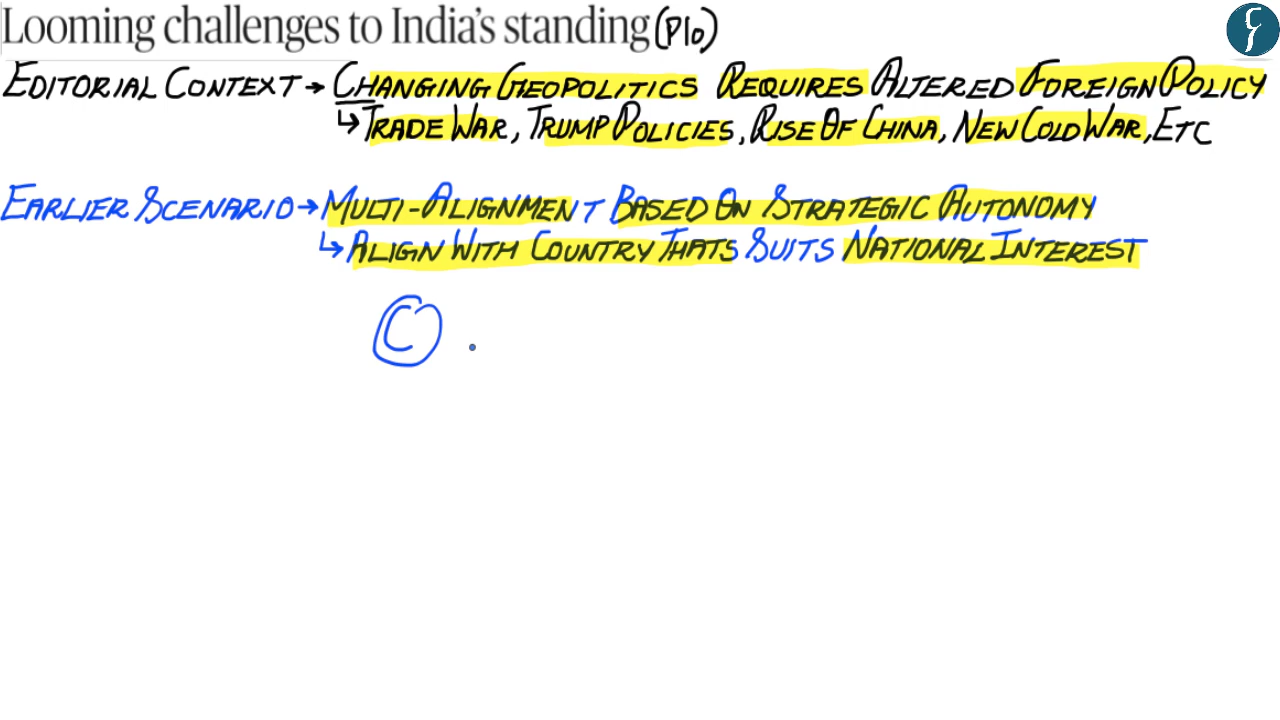 Looming challenges to India's standing (P10)
EDITORIAL CONTEXT → CHANGING GEOPOLITICS REQUIRES ALTERED FOREIGN POLICY
↳ TRADE WAR, TRUMP POLICIES, RISE OF CHINA, NEW COLD WAR, ETC
EARLIER SCENARIO → MULTI-ALIGNMENT BASED ON STRATEGIC AUTONOMY
↳ ALIGN WITH COUNTRY THATS SUITS NATIONAL INTEREST
C